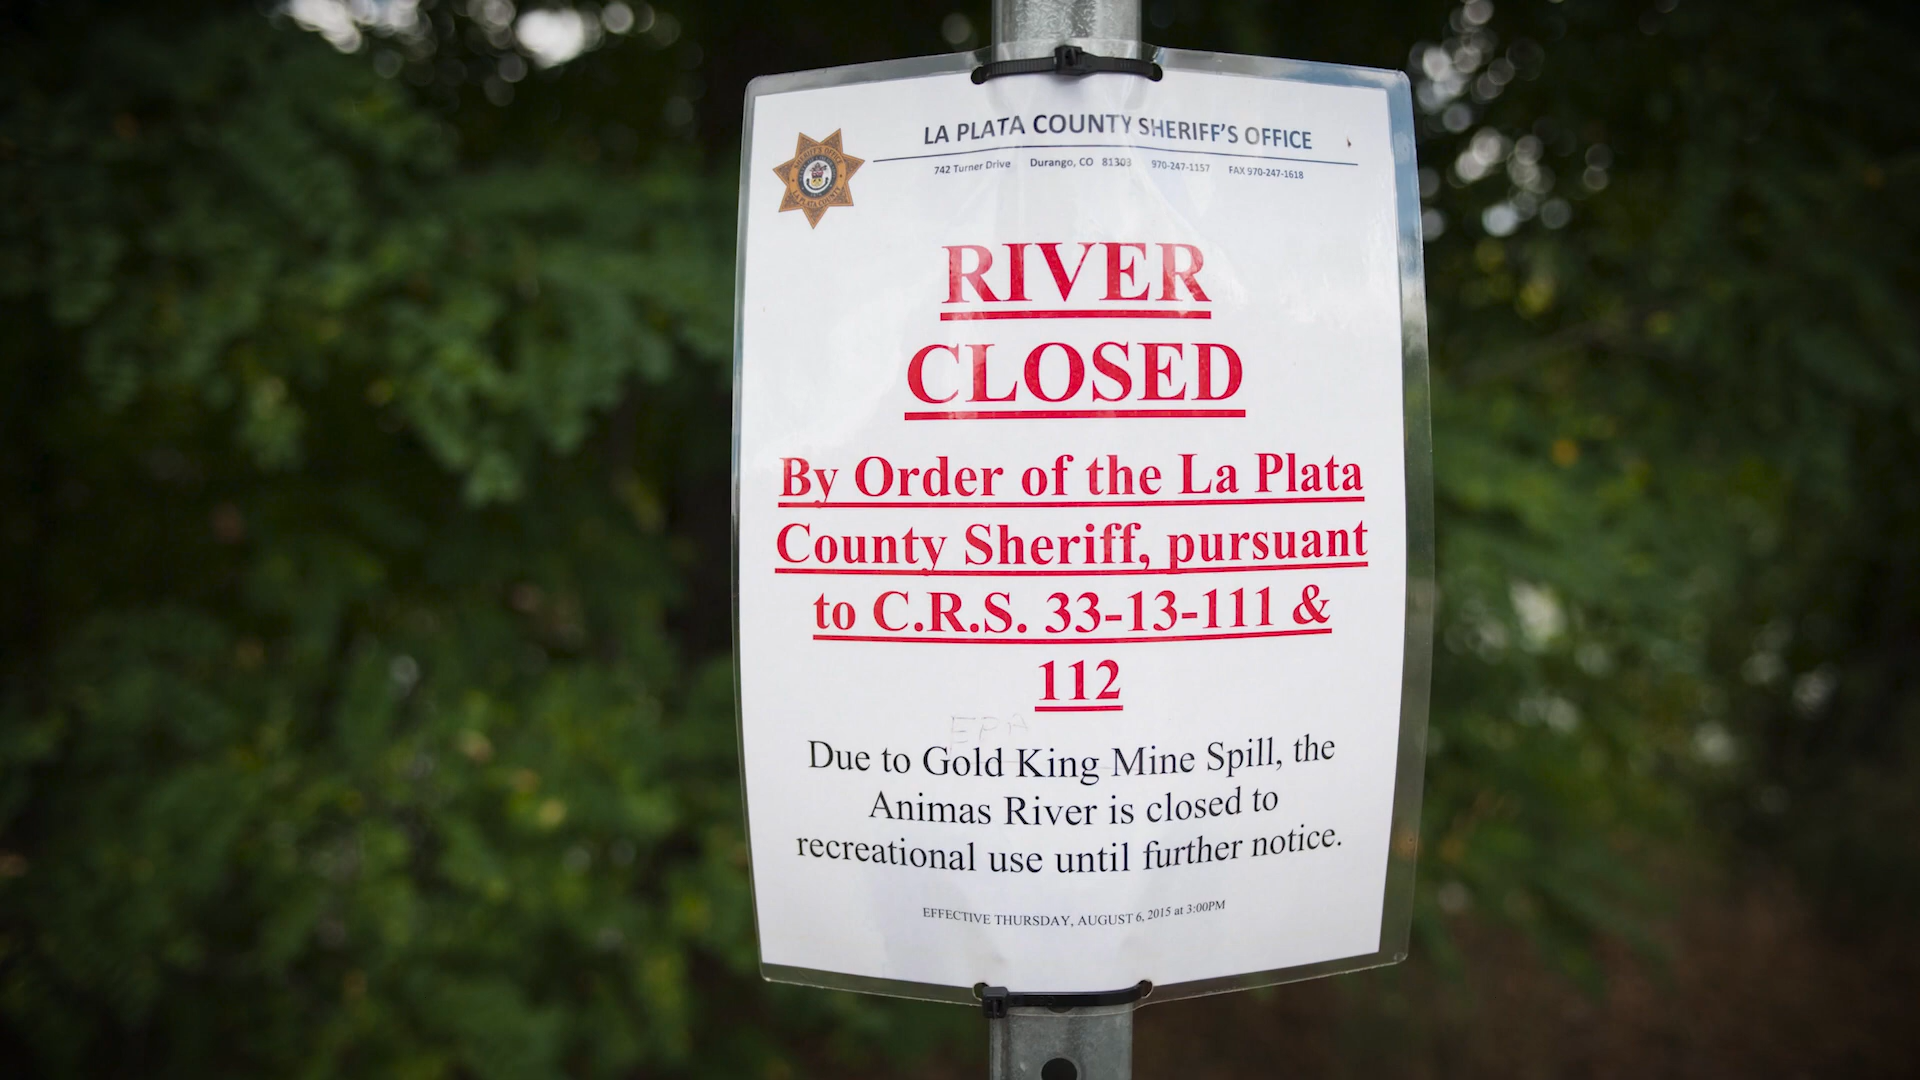 LA PLATA COUNTY SHERIFF'S OFFICE
742 Turner Drive Durango, CO 81303 970-247-1157 FAX 970-247-1618
RIVER
CLOSED
By Order of the La Plata
County Sheriff, pursuant
to C.R.S. 33-13-111 &
112
EPA
Due to Gold King Mine Spill, the
Animas River is closed to
recreational use until further notice.
EFFECTIVE THURSDAY, AUGUST 6, 2015 at 3:00PM